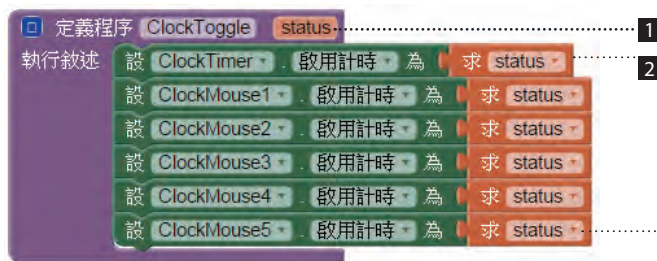 定義程序 ClockToggle status 1
執行敘述 設 ClockTimer . 啟用計時 為 求 status 2
設 ClockMouse1 . 啟用計時 為 求 status
設 ClockMouse2 . 啟用計時 為 求 status
設 ClockMouse3 . 啟用計時 為 求 status
設 ClockMouse4 . 啟用計時 為 求 status
設 ClockMouse5 . 啟用計時 為 求 status